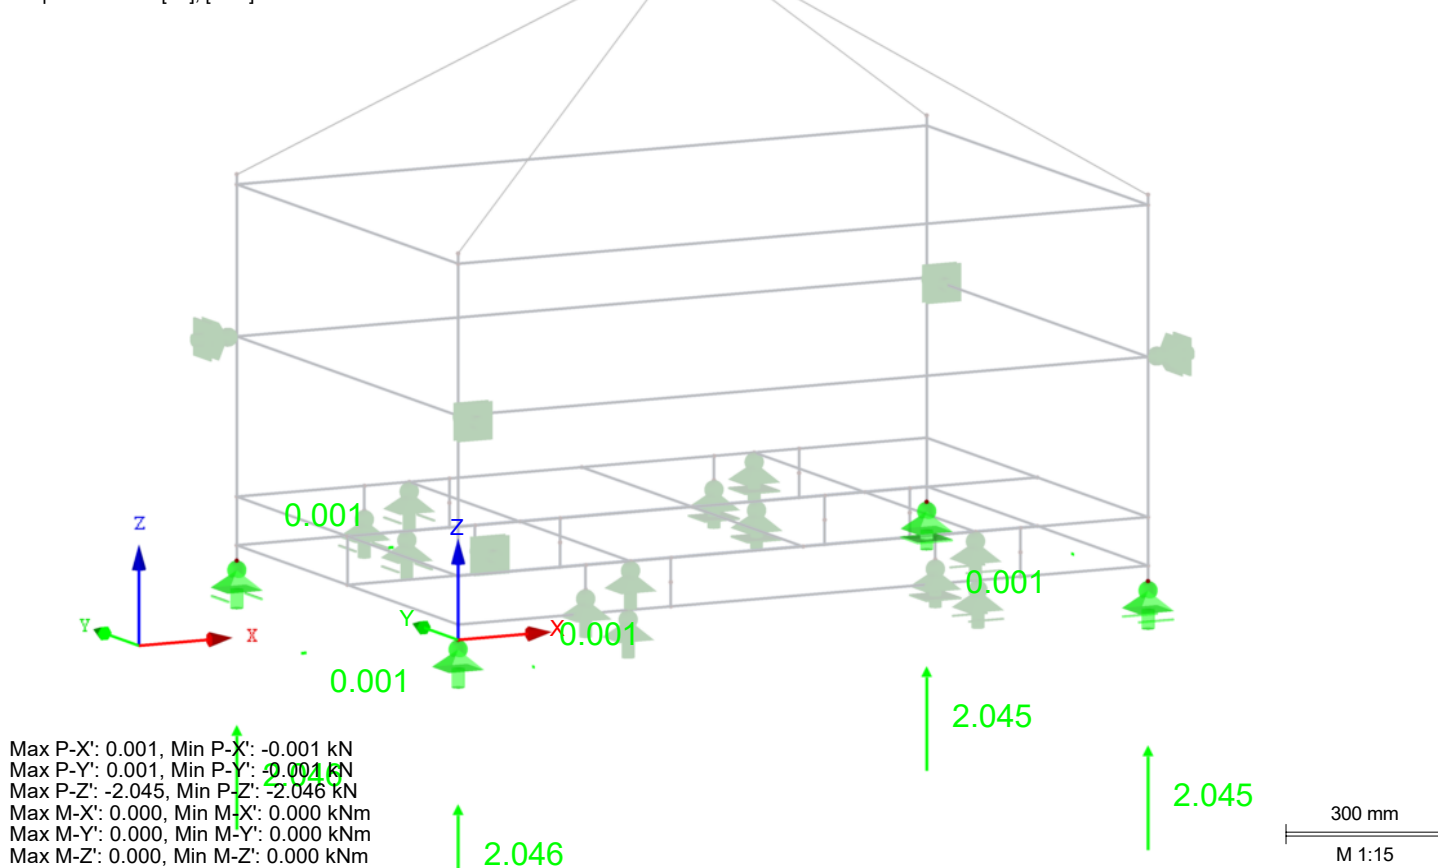 0.001
Z
Z
0.001
Y
Y
X
X
0.001
0.001
2.045
Max P-X': 0.001, Min P-X': -0.001 kN
Max P-Y': 0.001, Min P-Y': -0.001 kN
2.046
Max P-Z': -2.045, Min P-Z': -2.046 kN
2.045
Max M-X': 0.000, Min M-X': 0.000 kNm
300 mm
Max M-Y': 0.000, Min M-Y': 0.000 kNm
Max M-Z': 0.000, Min M-Z': 0.000 kNm
2.046
M 1:15